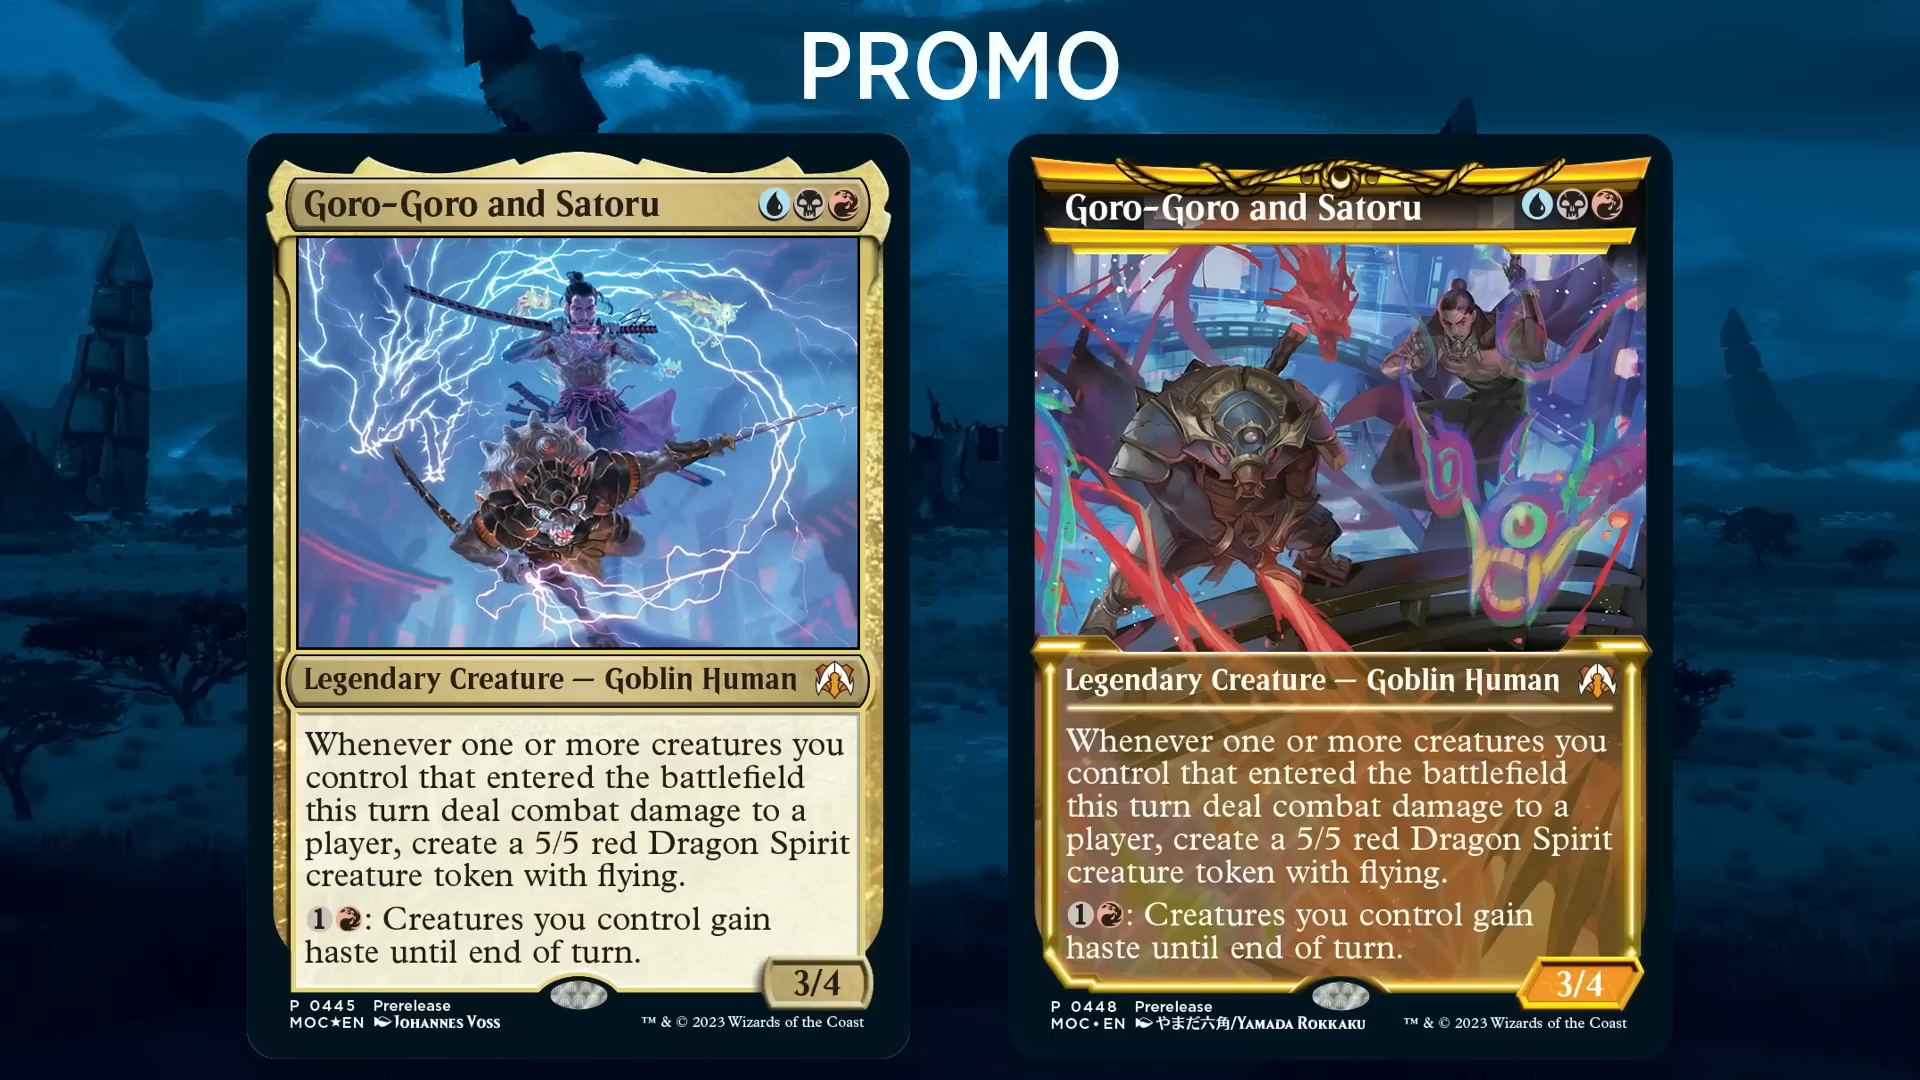 PROMO
Goro-Goro and Satoru
Legendary Creature — Goblin Human
Whenever one or more creatures you
control that entered the battlefield
this turn deal combat damage to a
player, create a 5/5 red Dragon Spirit
creature token with flying.
1: Creatures you control gain
haste until end of turn.
3/4
P 0445 Prerelease
MOC★EN Johannes Voss
™ & © 2023 Wizards of the Coast
Goro-Goro and Satoru
Legendary Creature — Goblin Human
Whenever one or more creatures you
control that entered the battlefield
this turn deal combat damage to a
player, create a 5/5 red Dragon Spirit
creature token with flying.
1: Creatures you control gain
haste until end of turn.
3/4
P 0448 Prerelease
MOC•EN やまだ六角/Yamada Rokkaku
™ & © 2023 Wizards of the Coast